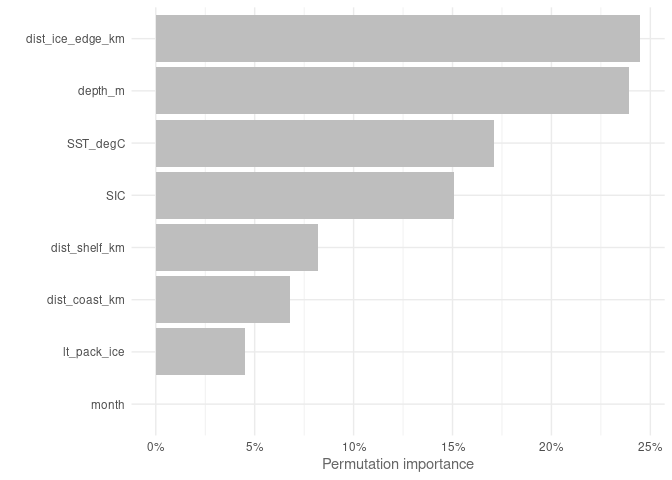 dist_ice_edge_km
depth_m
SST_degC
SIC
dist_shelf_km
dist_coast_km
lt_pack_ice
month
0% 5% 10% 15% 20% 25%
Permutation importance